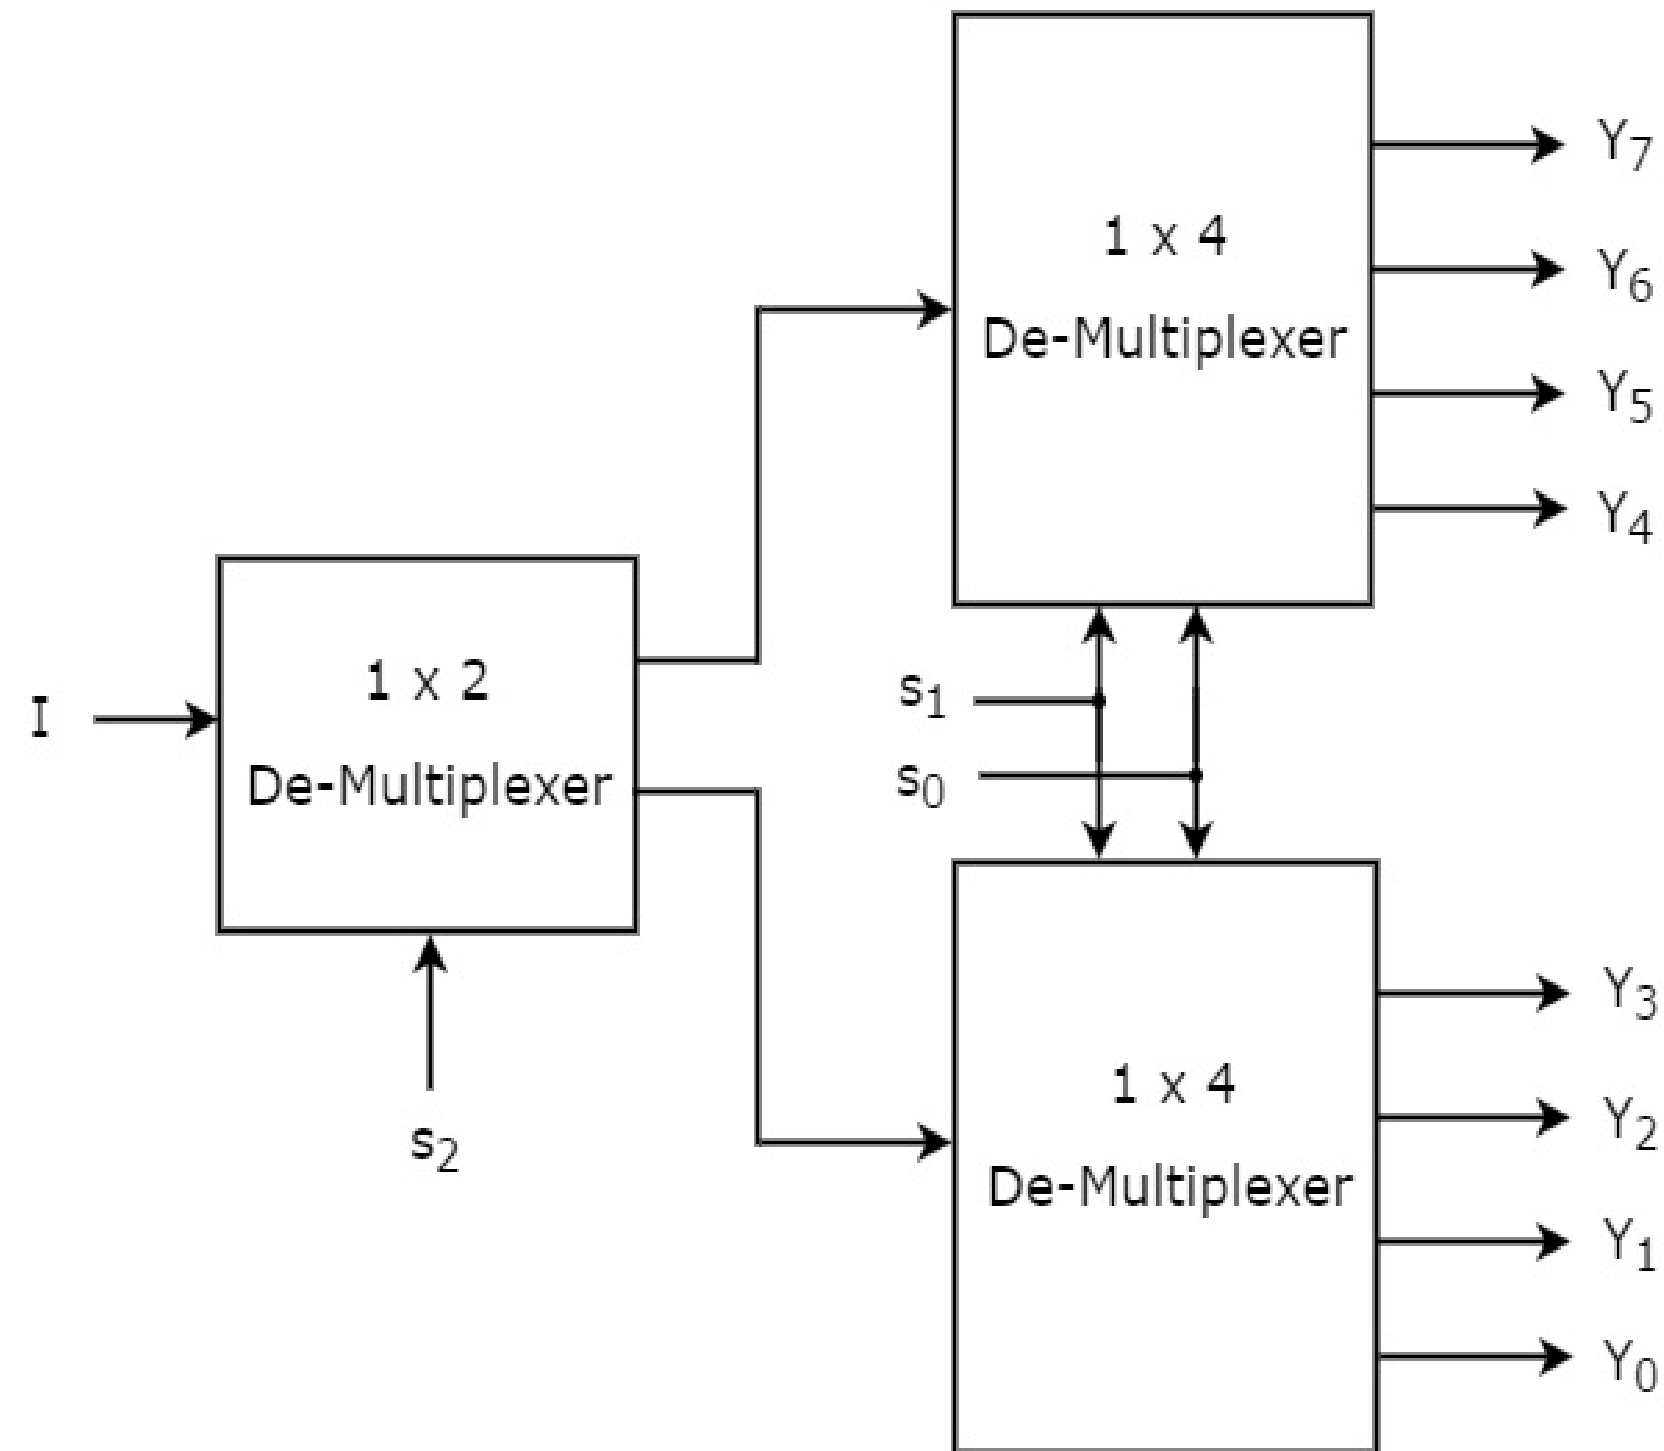 Y7
1 x 4
Y6
De-Multiplexer
Y5
Y4
1 x 2
s1
I
De-Multiplexer
s0
Y3
1 x 4
Y2
s2
De-Multiplexer
Y1
Y0